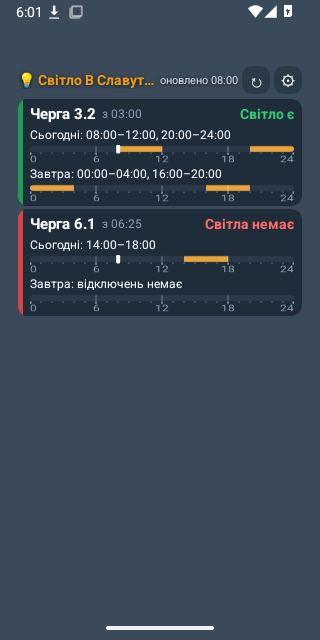 6:01
Світло В Славут… оновлено 08:00
Черга 3.2 з 03:00 Світло є
Сьогодні: 08:00–12:00, 20:00–24:00
0 6 12 18 24
Завтра: 00:00–04:00, 16:00–20:00
0 6 12 18 24
Черга 6.1 з 06:25 Світла немає
Сьогодні: 14:00–18:00
0 6 12 18 24
Завтра: відключень немає
0 6 12 18 24